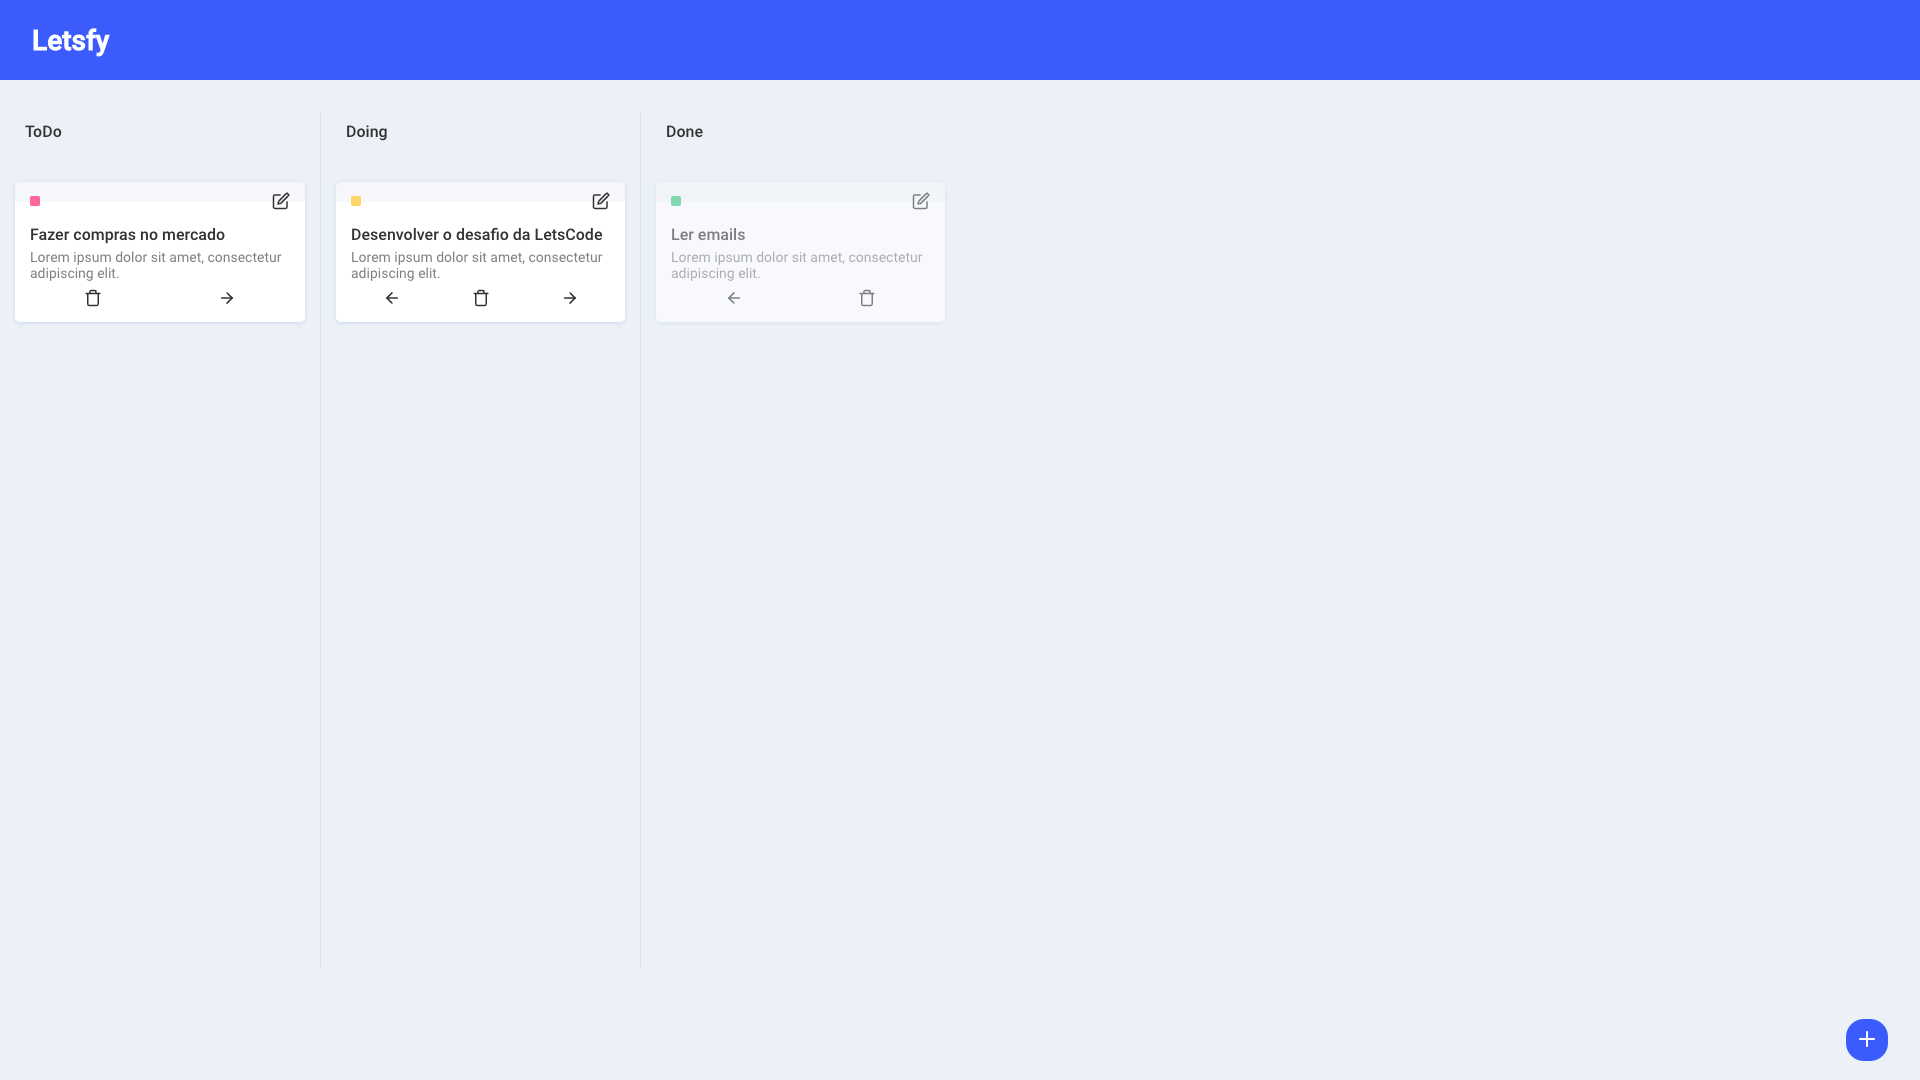 Letsfy
ToDo
Fazer compras no mercado
Lorem ipsum dolor sit amet, consectetur
adipiscing elit.
Doing
Desenvolver o desafio da LetsCode
Lorem ipsum dolor sit amet, consectetur
adipiscing elit.
Done
Ler emails
Lorem ipsum dolor sit amet, consectetur
adipiscing elit.